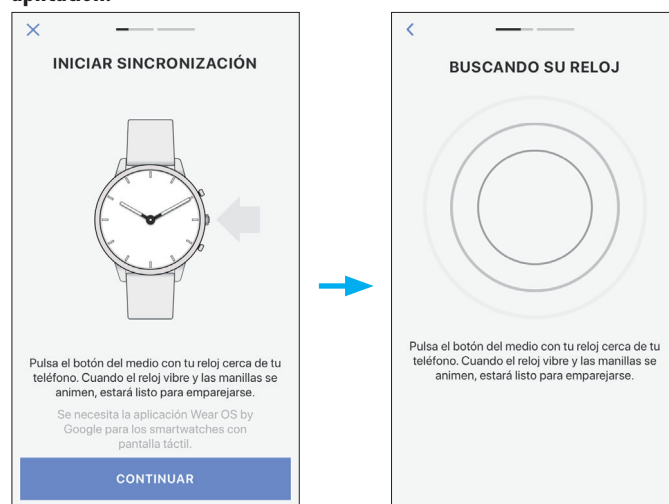 INICIAR SINCRONIZACIÓN
Pulsa el botón del medio con tu reloj cerca de tu
teléfono. Cuando el reloj vibre y las manillas se
animen, estará listo para emparejarse.
Se necesita la aplicación Wear OS by
Google para los smartwatches con
pantalla táctil.
CONTINUAR
BUSCANDO SU RELOJ
Pulsa el botón del medio con tu reloj cerca de tu
teléfono. Cuando el reloj vibre y las manillas se
animen, estará listo para emparejarse.